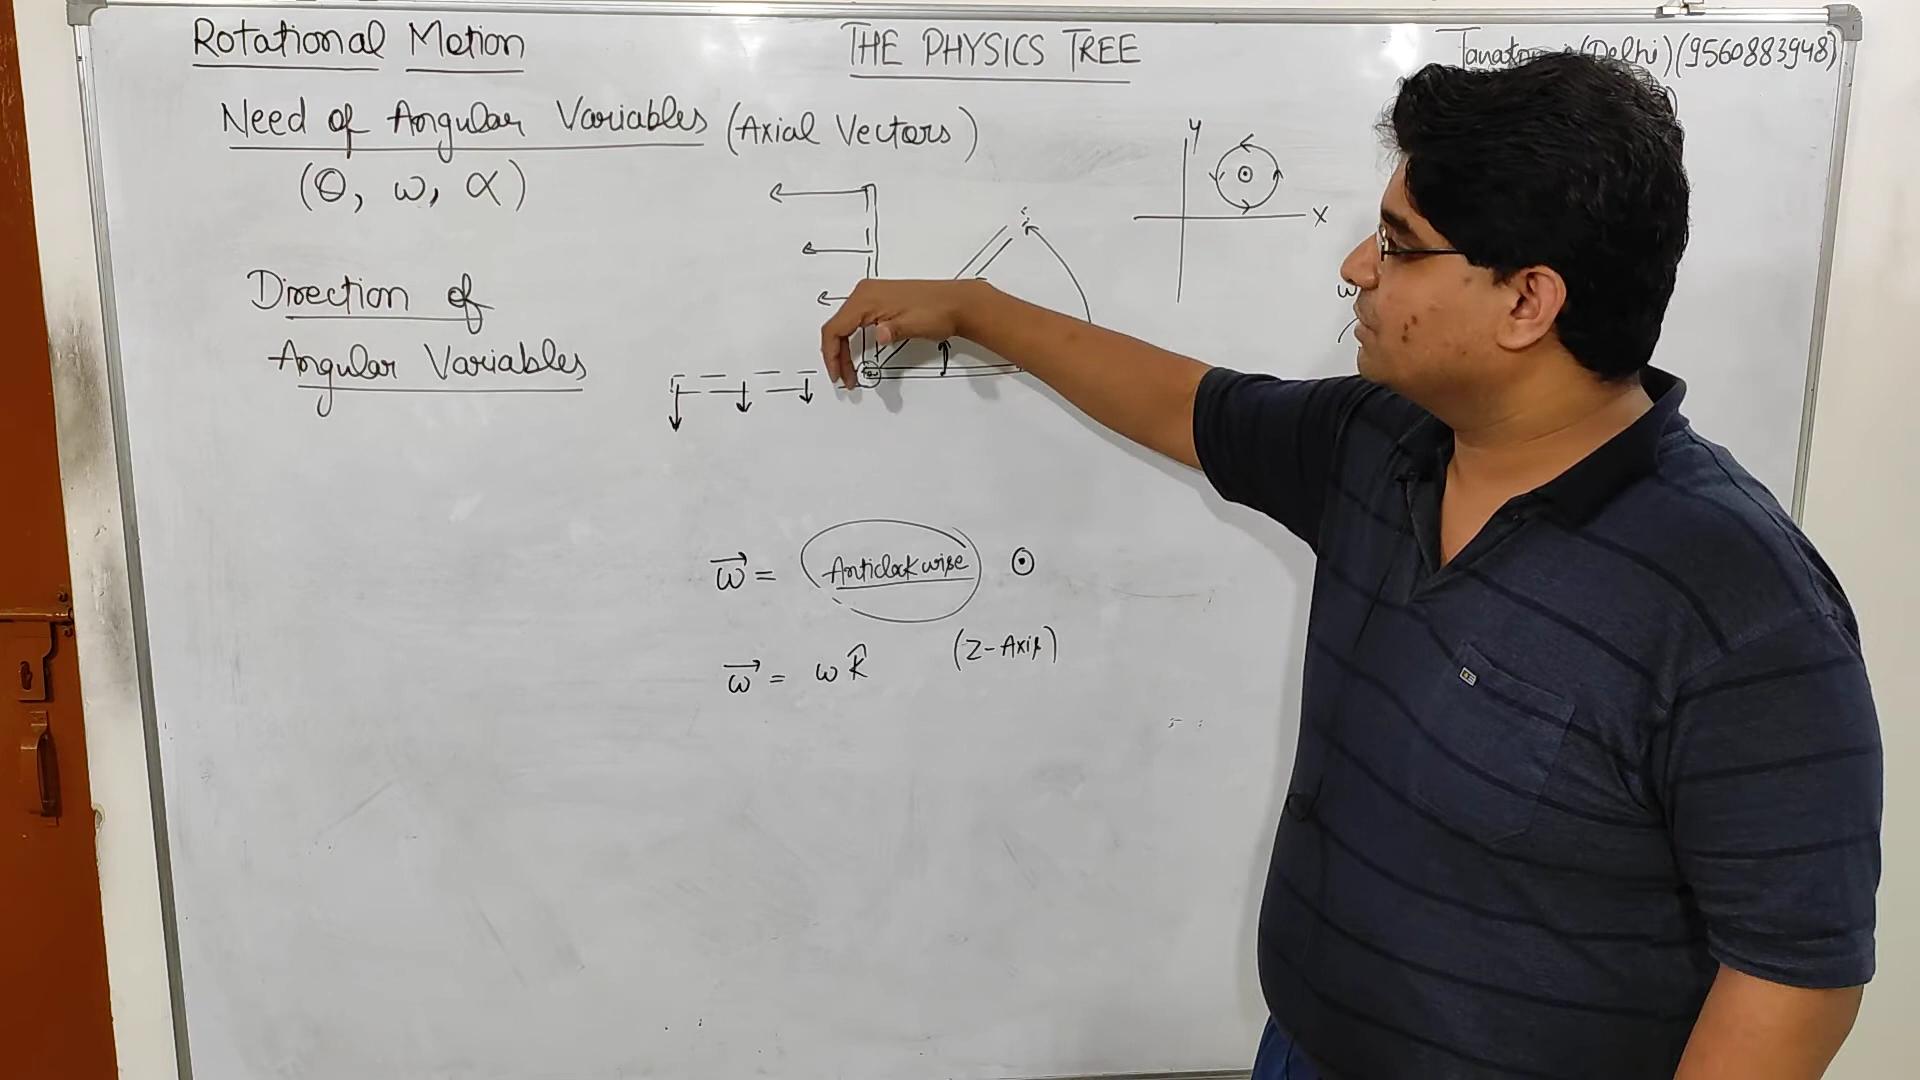 Rotational Motion
THE PHYSICS TREE
(Delhi) (9560883948)
Need of Angular Variables (Axial Vectors)
(θ, ω, α)
Y
X
ω
Direction of
Angular Variables
ω⃗ = Anticlockwise ⊙
ω⃗ = ω k̂ (Z-Axis)